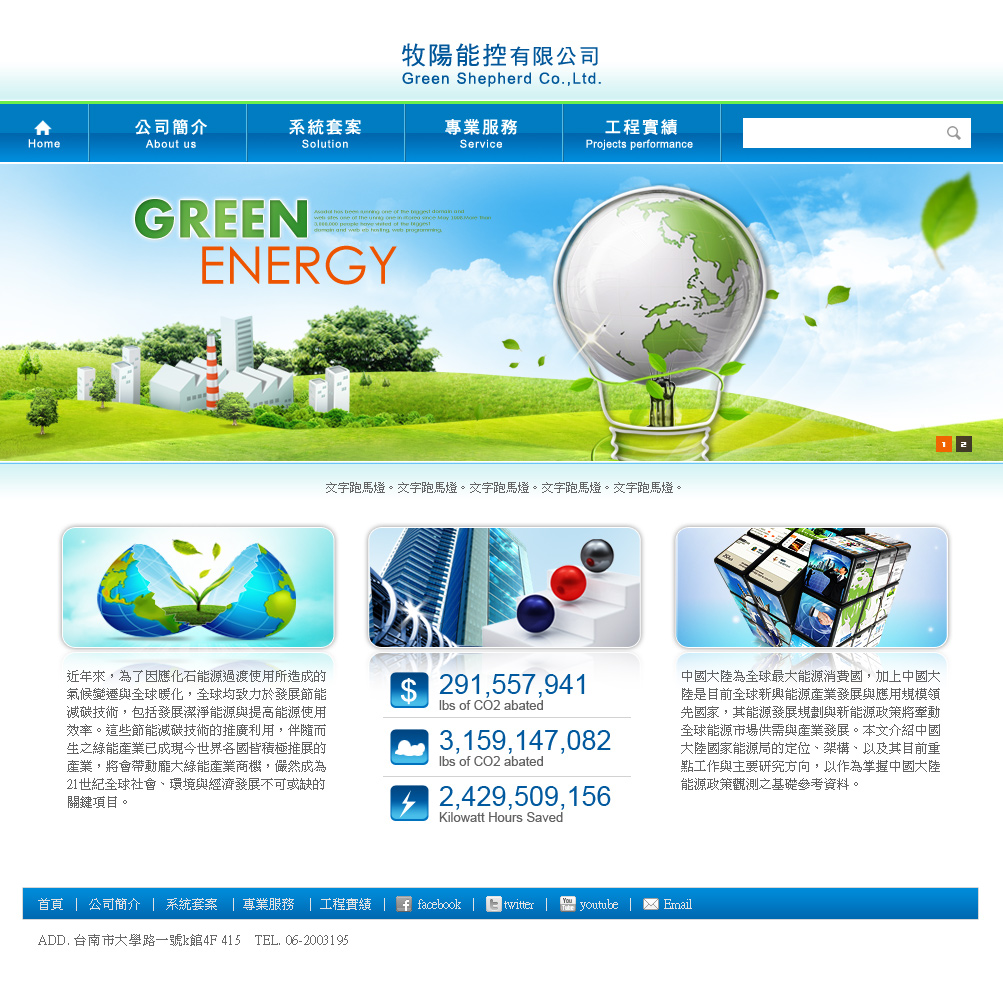 牧陽能控有限公司
Green Shepherd Co.,Ltd.
Home
公司簡介
About us
系統套案
Solution
專業服務
Service
工程實績
Projects performance
GREEN
ENERGY
1 2
文字跑馬燈。文字跑馬燈。文字跑馬燈。文字跑馬燈。文字跑馬燈。
近年來，為了因應化石能源過渡使用所造成的
氣候變遷與全球暖化，全球均致力於發展節能
減碳技術，包括發展潔淨能源與提高能源使用
效率。這些節能減碳技術的推廣利用，伴隨而
生之綠能產業已成現今世界各國皆積極推展的
產業，將會帶動龐大綠能產業商機，儼然成為
21世紀全球社會、環境與經濟發展不可或缺的
關鍵項目。
$
291,557,941
lbs of CO2 abated
3,159,147,082
lbs of CO2 abated
2,429,509,156
Kilowatt Hours Saved
中國大陸為全球最大能源消費國，加上中國大
陸是目前全球新興能源產業發展與應用規模領
先國家，其能源發展規劃與新能源政策將牽動
全球能源市場供需與產業發展。本文介紹中國
大陸國家能源局的定位、架構、以及其目前重
點工作與主要研究方向，以作為掌握中國大陸
能源政策觀測之基礎參考資料。
首頁 | 公司簡介 | 系統套案 | 專業服務 | 工程實績 | facebook | twitter | youtube | Email
ADD. 台南市大學路一號k館4F 415 TEL. 06-2003195